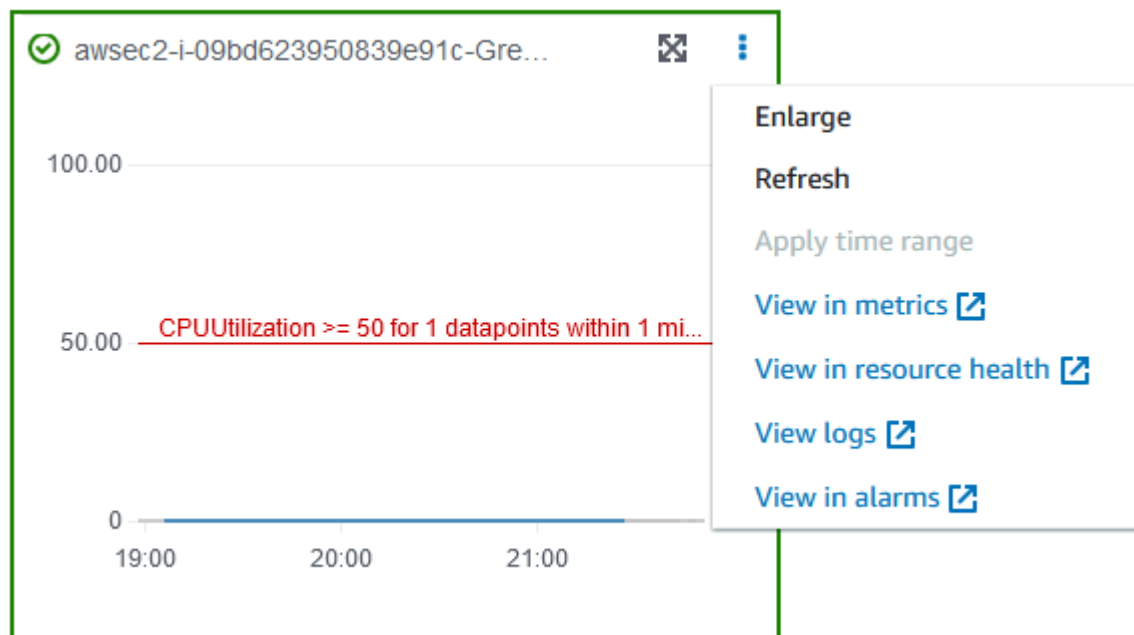 awsec2-i-09bd623950839e91c-Gre...
Enlarge
Refresh
Apply time range
View in metrics
View in resource health
View logs
View in alarms
100.00
CPUUtilization >= 50 for 1 datapoints within 1 mi...
50.00
0
19:00 20:00 21:00